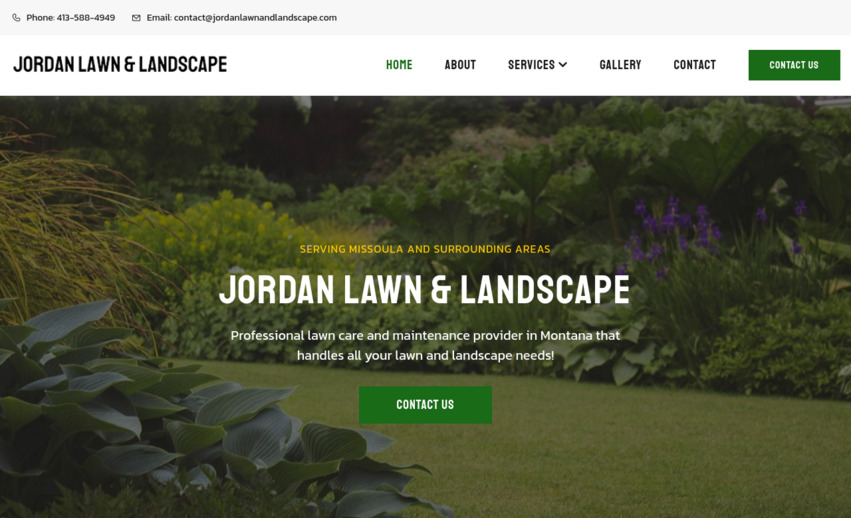 Phone: 413-588-4949 Email: contact@jordanlawnandlandscape.com
JORDAN LAWN & LANDSCAPE HOME ABOUT SERVICES GALLERY CONTACT CONTACT US
SERVING MISSOULA AND SURROUNDING AREAS
JORDAN LAWN & LANDSCAPE
Professional lawn care and maintenance provider in Montana that
handles all your lawn and landscape needs!
CONTACT US